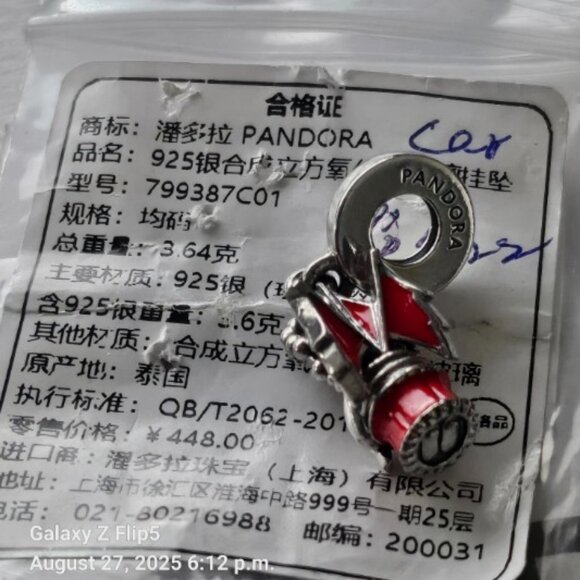 合格证
商标: 潘多拉 PANDORA
car
品名: 925银合成立方氧 挂坠
PANDORA
型号: 799387C01
规格: 均码
总重量: 3.64克
主要材质: 925银 (
含925银重量: 3.6克
其他材质: 合成立方氧 玻璃
原产地: 泰国
执行标准: QB/T2062-201
零售价格: ¥448.00
进口商: 潘多拉珠宝 (上海) 有限公司
地址: 上海市徐汇区淮海中路999号一期25层
电话: 021-80216988 邮编: 200031
Galaxy Z Flip5
August 27, 2025 6:12 p.m.